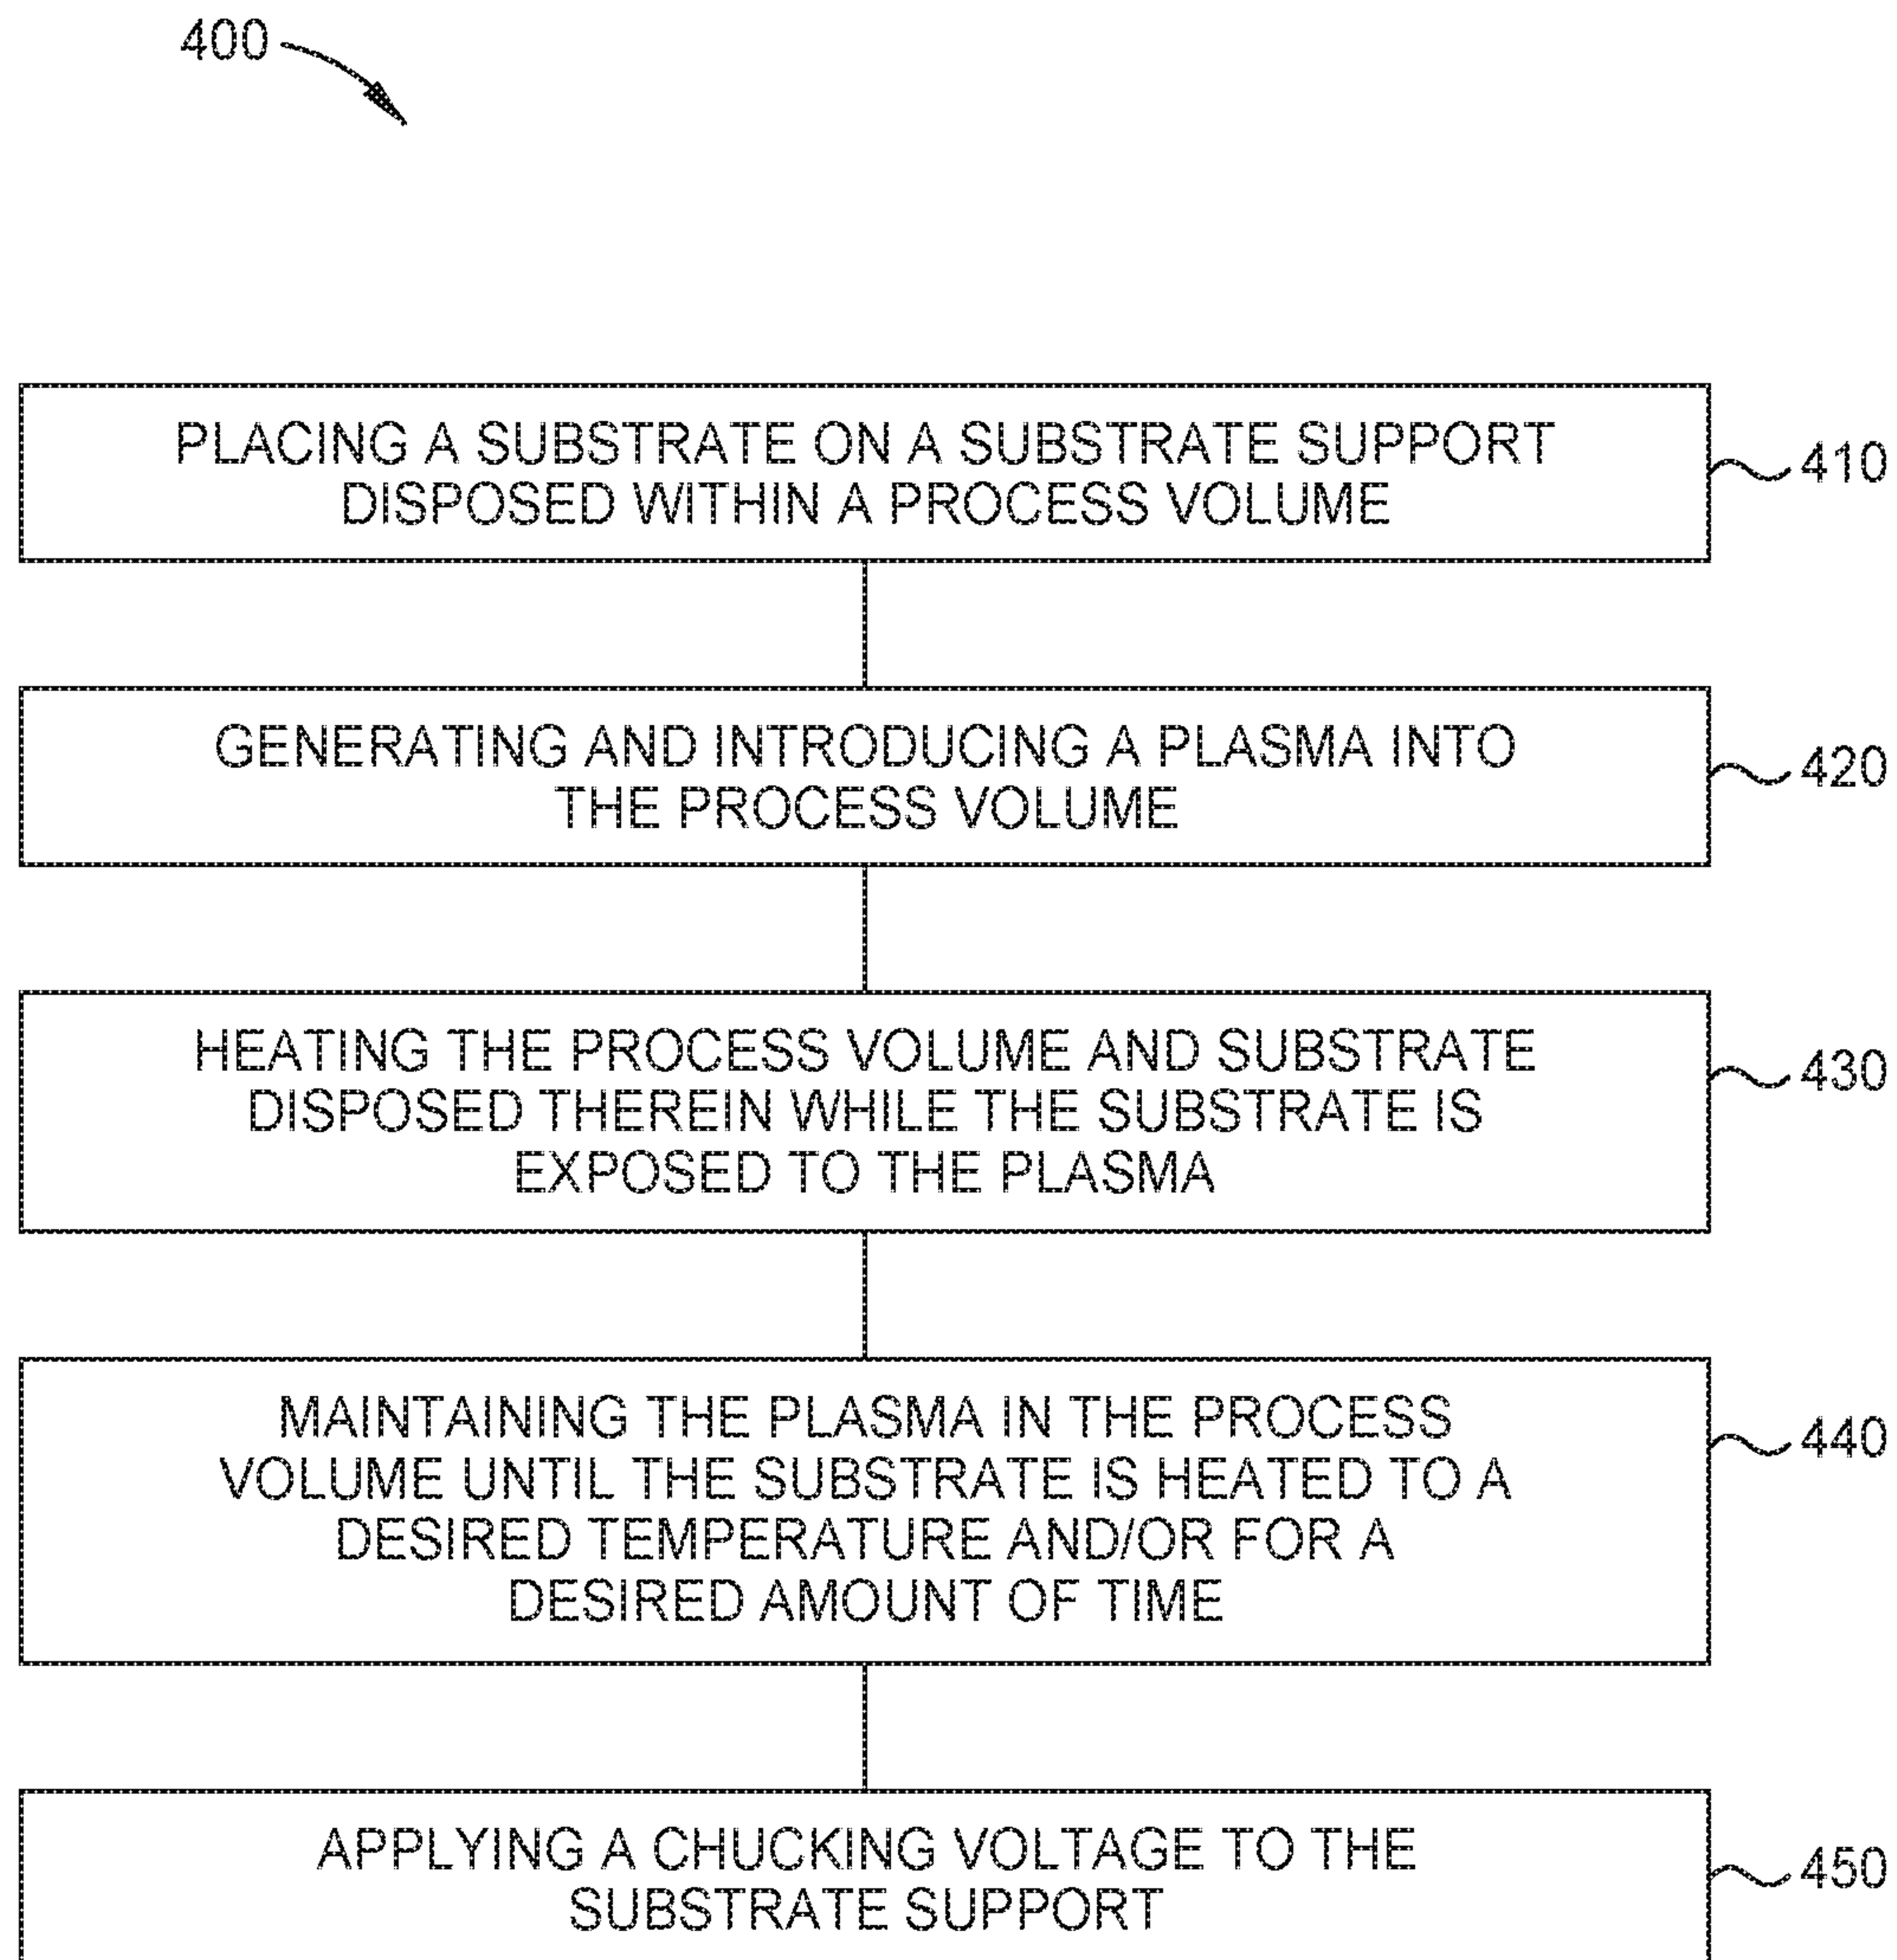 400
PLACING A SUBSTRATE ON A SUBSTRATE SUPPORT
DISPOSED WITHIN A PROCESS VOLUME
410
GENERATING AND INTRODUCING A PLASMA INTO
THE PROCESS VOLUME
420
HEATING THE PROCESS VOLUME AND SUBSTRATE
DISPOSED THEREIN WHILE THE SUBSTRATE IS
EXPOSED TO THE PLASMA
430
MAINTAINING THE PLASMA IN THE PROCESS
VOLUME UNTIL THE SUBSTRATE IS HEATED TO A
DESIRED TEMPERATURE AND/OR FOR A
DESIRED AMOUNT OF TIME
440
APPLYING A CHUCKING VOLTAGE TO THE
SUBSTRATE SUPPORT
450